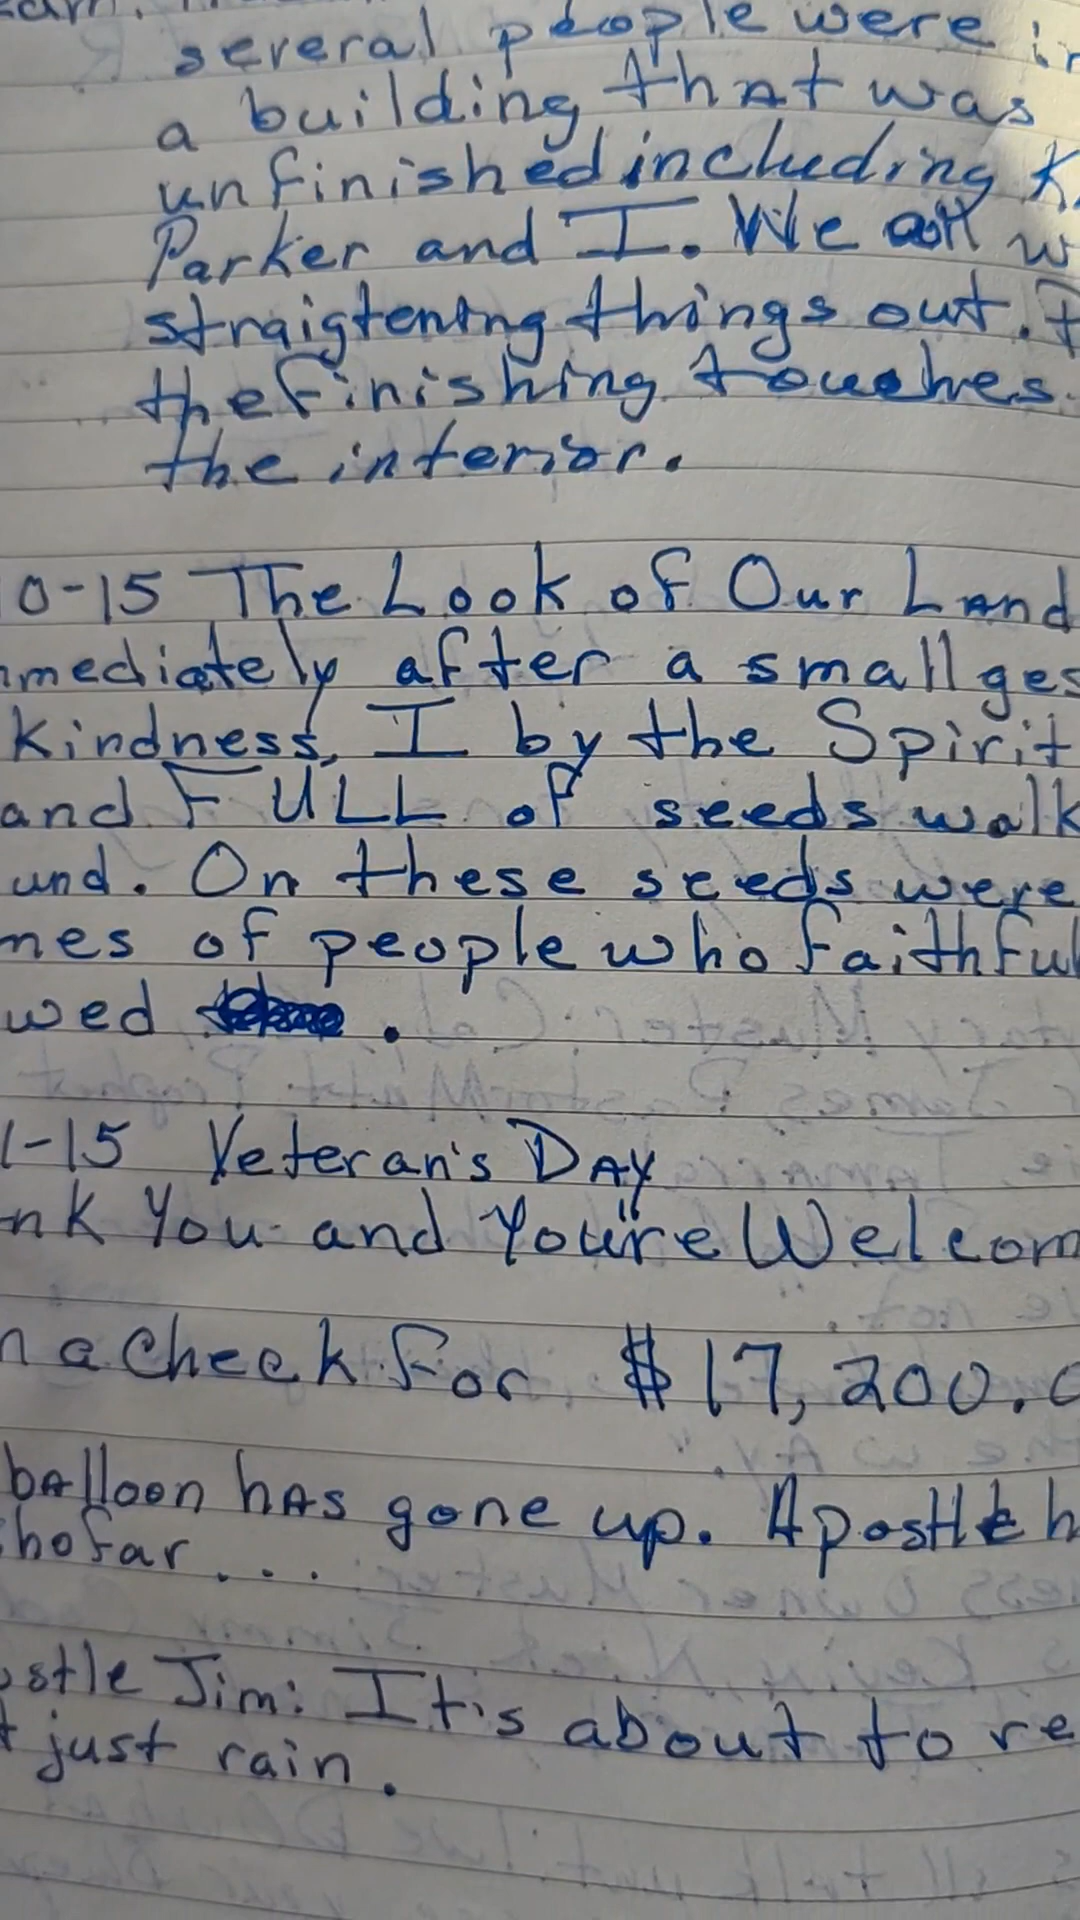 several people were in
a building that was
unfinished including K
Parker and I. We all w
straigtening things out. P
the finishing touches
the interior.
0-15 The Look of Our Land
mediately after a small ges
kindness, I by the Spirit
and FULL of seeds walk
und. On these seeds were
mes of people who faithful
wed .
1-15 Veteran's DAY
nk You and You're Welcom
n a Check For $17,200.0
balloon hAs gone up. Apostle h
hofar....
ostle Jim: It's about to re
t just rain.